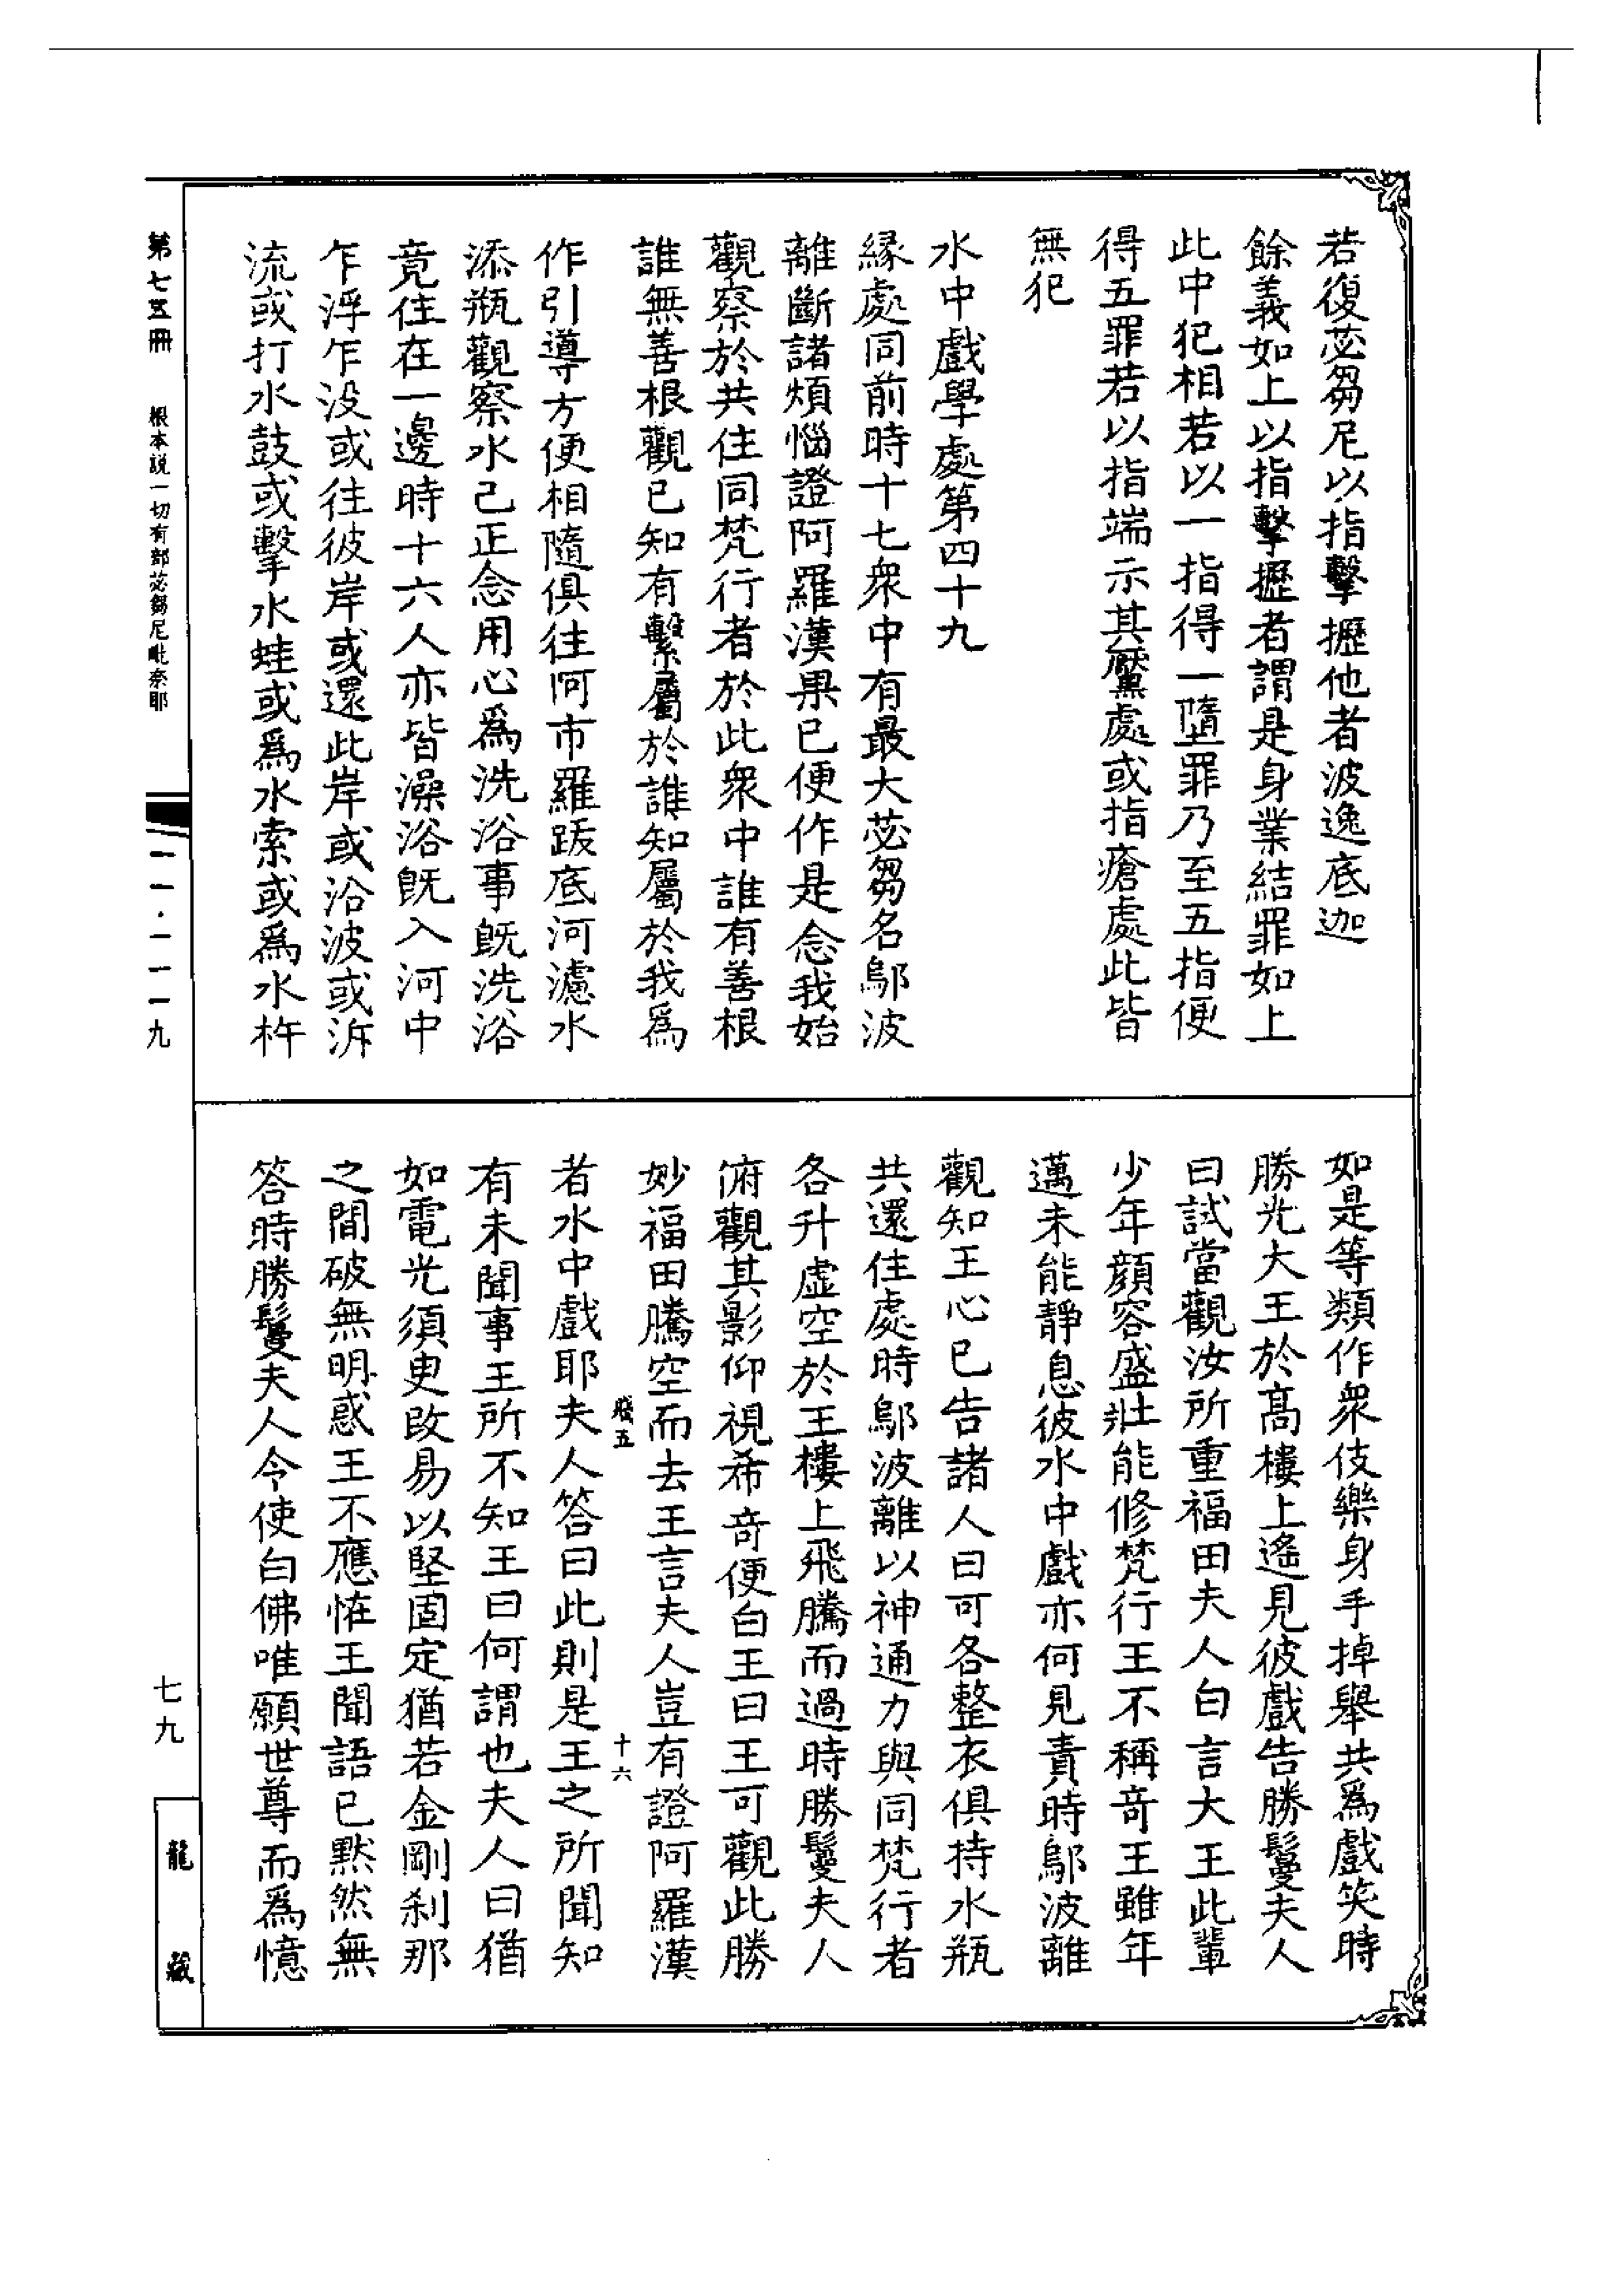 若復苾芻尼以指擊攊他者波逸底迦
餘義如上以指擊攊者謂是身業結罪如上
此中犯相若以一指得一墮罪乃至五指便
得五罪若以指端示其黶處或指瘡處此皆
無犯
水中戲學處第四十九
緣處同前時十七衆中有最大苾芻名鄔波
離斷諸煩惱證阿羅漢果已便作是念我始
觀察於共住同梵行者於此衆中誰有善根
誰無善根觀已知有繫屬於誰知屬於我爲
作引導方便相隨俱往阿市羅跋底河濾水
添瓶觀察水已正念用心爲洗浴事旣洗浴
竟住在一邊時十六人亦皆澡浴旣入河中
乍浮乍没或往彼岸或還此岸或沿波或泝
流或打水鼓或擊水蛙或爲水索或爲水杵
如是等類作衆伎樂身手掉舉共爲戲笑時
勝光大王於髙樓上遙見彼戲告勝鬘夫人
曰試當觀汝所重福田夫人白言大王此輩
少年顏容盛壯能修梵行王不稱奇王雖年
邁未能靜息彼水中戲亦何見責時鄔波離
觀知王心已告諸人曰可各整衣俱持水瓶
共還住處時鄔波離以神通力與同梵行者
各升虛空於王樓上飛騰而過時勝鬘夫人
俯觀其影仰視希奇便白王曰王可觀此勝
妙福田騰空而去王言夫人豈有證阿羅漢
者水中戲耶夫人答曰此則是王之所聞知
有未聞事王所不知王曰何謂也夫人曰猶
如電光須臾改易以堅固定猶若金剛刹那
之間破無明惑王不應恠王聞語已默然無
答時勝鬘夫人令使白佛唯願世尊而爲憶
五
十六
第七五冊
根本説一切有部苾芻尼毗奈耶
一一·一一一九
七九
龍藏